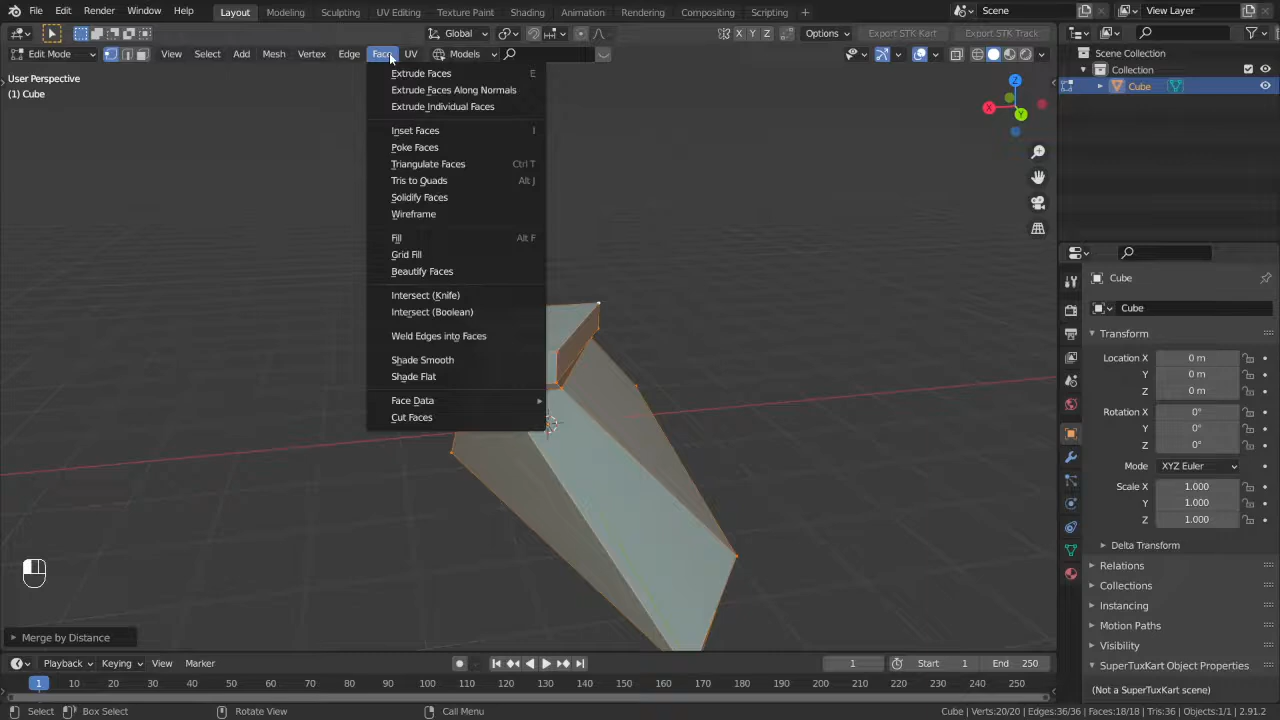 File Edit Render Window Help Layout Modeling Sculpting UV Editing Texture Paint Shading Animation Rendering Compositing Scripting + Scene View Layer
Global X Y Z Options Export STK Kart Export STK Track
Edit Mode View Select Add Mesh Vertex Edge Face UV Models
User Perspective
(1) Cube
Extrude Faces E
Extrude Faces Along Normals
Extrude Individual Faces
Inset Faces I
Poke Faces
Triangulate Faces Ctrl T
Tris to Quads Alt J
Solidify Faces
Wireframe
Fill Alt F
Grid Fill
Beautify Faces
Intersect (Knife)
Intersect (Boolean)
Weld Edges into Faces
Shade Smooth
Shade Flat
Face Data
Cut Faces
Z
X
Y
Scene Collection
Collection
Cube
Cube
Cube
Transform
Location X 0 m
Y 0 m
Z 0 m
Rotation X 0°
Y 0°
Z 0°
Mode XYZ Euler
Scale X 1.000
Y 1.000
Z 1.000
Delta Transform
Relations
Collections
Instancing
Motion Paths
Visibility
SuperTuxKart Object Properties
(Not a SuperTuxKart scene)
Merge by Distance
Playback Keying View Marker 1 Start 1 End 250
1 10 20 30 40 50 60 70 80 90 100 110 120 130 140 150 160 170 180 190 200 210 220 230 240 250
Select Box Select Rotate View Call Menu Cube | Verts:20/20 | Edges:36/36 | Faces:18/18 | Tris:36 | Objects:1/1 | 2.91.2